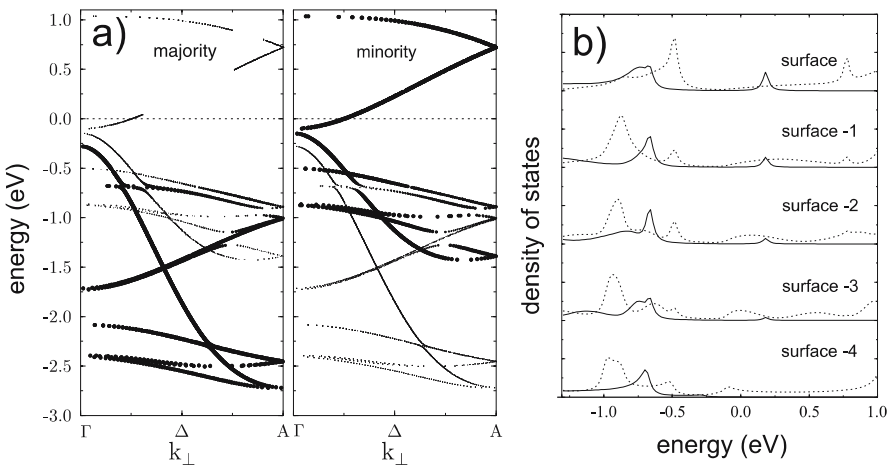 a)
majority
minority
energy (eV)
1.0
0.5
0.0
-0.5
-1.0
-1.5
-2.0
-2.5
-3.0
Γ Δ A Γ Δ A
k⊥ k⊥
b)
surface
surface -1
surface -2
surface -3
surface -4
density of states
-1.0 -0.5 0.0 0.5 1.0
energy (eV)